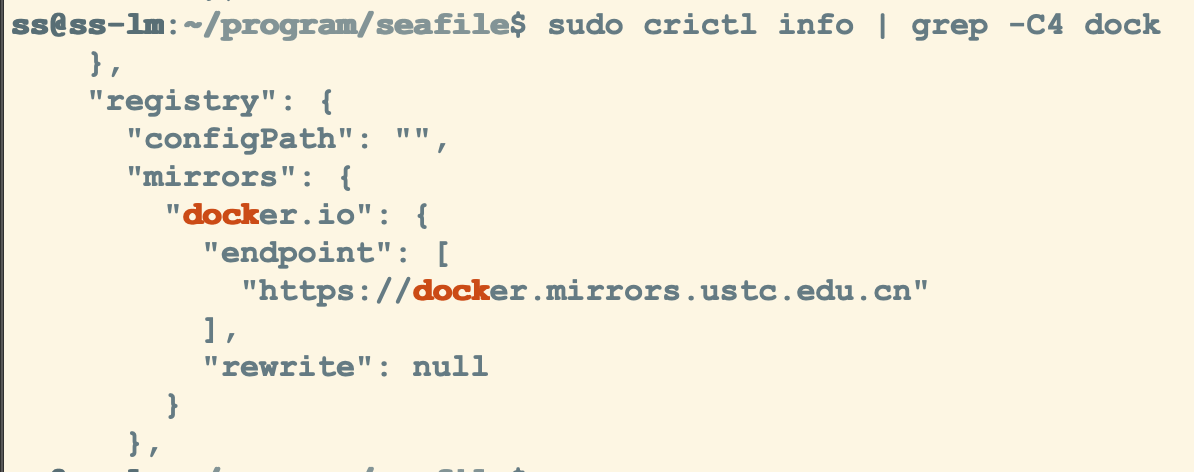 ss@ss-lm:~/program/seafile$ sudo crictl info | grep -C4 dock
    },
    "registry": {
      "configPath": "",
      "mirrors": {
        "docker.io": {
          "endpoint": [
            "https://docker.mirrors.ustc.edu.cn"
          ],
          "rewrite": null
        }
      },